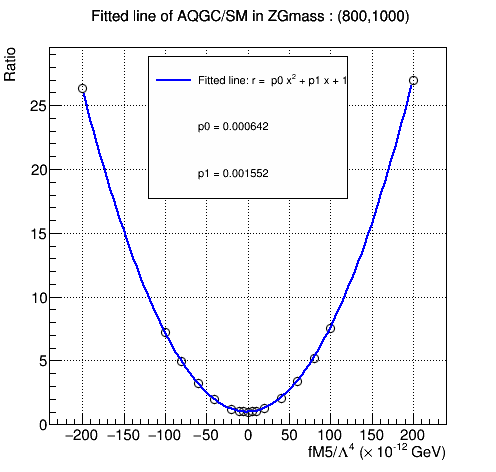 Fitted line of AQGC/SM in ZGmass : (800,1000)
Ratio
Fitted line: r = p0 x² + p1 x + 1
p0 = 0.000642
p1 = 0.001552
25
20
15
10
5
0
−200 −150 −100 −50 0 50 100 150 200
fM5/Λ⁴ (× 10⁻¹² GeV)